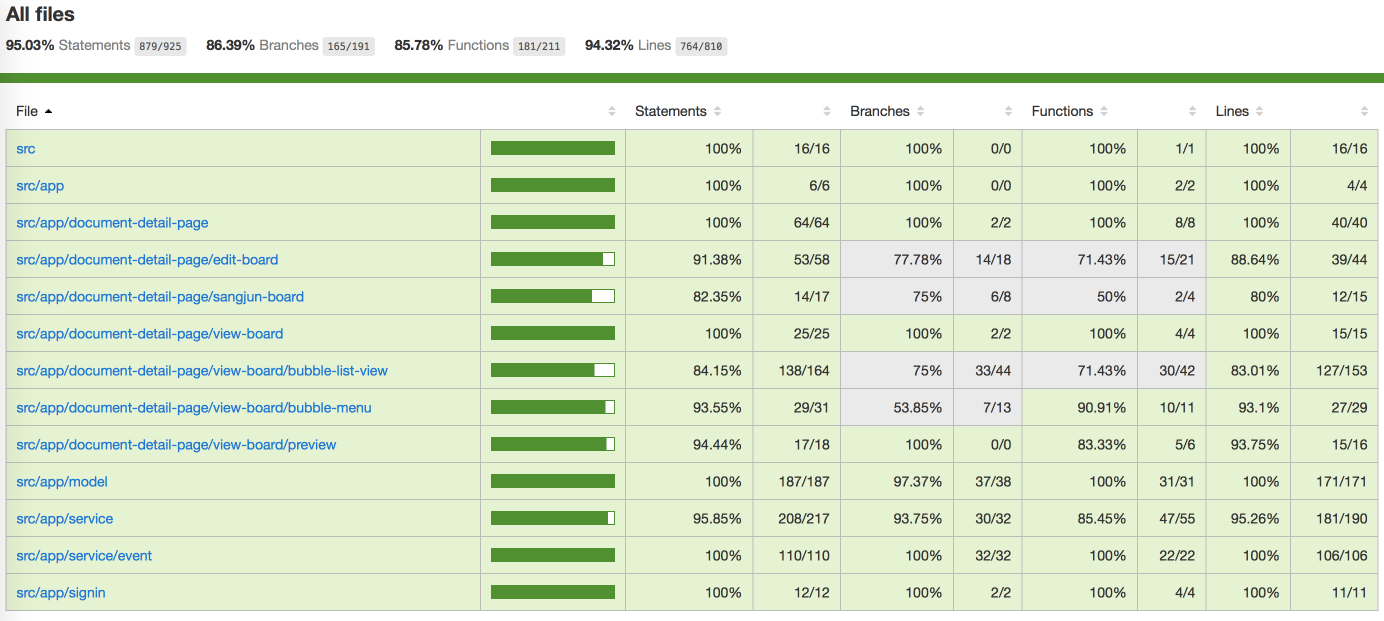 All files
95.03% Statements 879/925 86.39% Branches 165/191 85.78% Functions 181/211 94.32% Lines 764/810
File Statements Branches Functions Lines
src 100% 16/16 100% 0/0 100% 1/1 100% 16/16
src/app 100% 6/6 100% 0/0 100% 2/2 100% 4/4
src/app/document-detail-page 100% 64/64 100% 2/2 100% 8/8 100% 40/40
src/app/document-detail-page/edit-board 91.38% 53/58 77.78% 14/18 71.43% 15/21 88.64% 39/44
src/app/document-detail-page/sangjun-board 82.35% 14/17 75% 6/8 50% 2/4 80% 12/15
src/app/document-detail-page/view-board 100% 25/25 100% 2/2 100% 4/4 100% 15/15
src/app/document-detail-page/view-board/bubble-list-view 84.15% 138/164 75% 33/44 71.43% 30/42 83.01% 127/153
src/app/document-detail-page/view-board/bubble-menu 93.55% 29/31 53.85% 7/13 90.91% 10/11 93.1% 27/29
src/app/document-detail-page/view-board/preview 94.44% 17/18 100% 0/0 83.33% 5/6 93.75% 15/16
src/app/model 100% 187/187 97.37% 37/38 100% 31/31 100% 171/171
src/app/service 95.85% 208/217 93.75% 30/32 85.45% 47/55 95.26% 181/190
src/app/service/event 100% 110/110 100% 32/32 100% 22/22 100% 106/106
src/app/signin 100% 12/12 100% 2/2 100% 4/4 100% 11/11